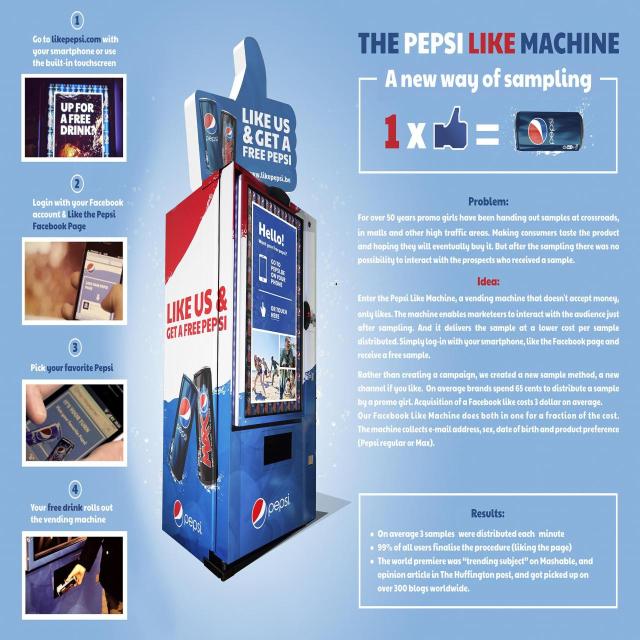 1
Go to likepepsi.com with
your smartphone or use
the built-in touchscreen
UP FOR
A FREE
DRINK?
2
Login with your Facebook
account & Like the Pepsi
Facebook Page
3
Pick your favorite Pepsi
4
Your free drink rolls out
the vending machine
LIKE US
& GET A
FREE PEPSI
www.likepepsi.be
Hello!
GO TO
PEPSI.BE
ON YOUR
PHONE
OR TOUCH
HERE
LIKE US &
GET A FREE PEPSI
pepsi
MAX
pepsi
THE PEPSI LIKE MACHINE
A new way of sampling
1 x =
Problem:
For over 50 years promo girls have been handing out samples at crossroads,
in malls and other high traffic areas. Making consumers taste the product
and hoping they will eventually buy it. But after the sampling there was no
possibility to interact with the prospects who received a sample.
Idea:
Enter the Pepsi Like Machine, a vending machine that doesn't accept money,
only likes. The machine enables marketeers to interact with the audience just
after sampling. And it delivers the sample at a lower cost per sample
distributed. Simply log-in with your smartphone, like the Facebook page and
receive a free sample.
Rather than creating a campaign, we created a new sample method, a new
channel if you like. On average brands spend 65 cents to distribute a sample
by a promo girl. Acquisition of a Facebook like costs 3 dollar on average.
Our Facebook Like Machine does both in one for a fraction of the cost.
The machine collects e-mail address, sex, date of birth and product preference
(Pepsi regular or Max).
Results:
• On average 3 samples were distributed each minute
• 99% of all users finalise the procedure (liking the page)
• The world premiere was "trending subject" on Mashable, and
opinion article in The Huffington post, and got picked up on
over 300 blogs worldwide.